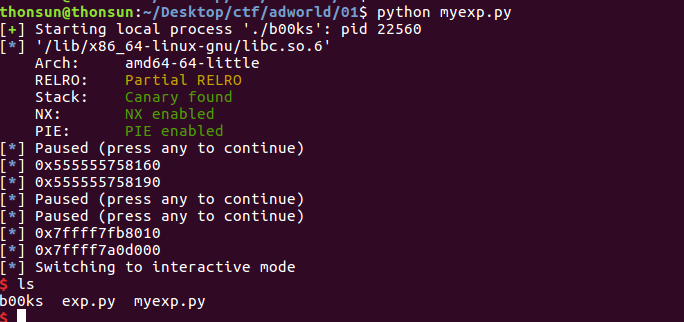 thonsun@thonsun:~/Desktop/ctf/adworld/01$ python myexp.py
[+] Starting local process './b00ks': pid 22560
[*] '/lib/x86_64-linux-gnu/libc.so.6'
    Arch:     amd64-64-little
    RELRO:    Partial RELRO
    Stack:    Canary found
    NX:       NX enabled
    PIE:      PIE enabled
[*] Paused (press any to continue)
[*] 0x555555758160
[*] 0x555555758190
[*] Paused (press any to continue)
[*] Paused (press any to continue)
[*] 0x7ffff7fb8010
[*] 0x7ffff7a0d000
[*] Switching to interactive mode
$ ls
b00ks  exp.py  myexp.py
$